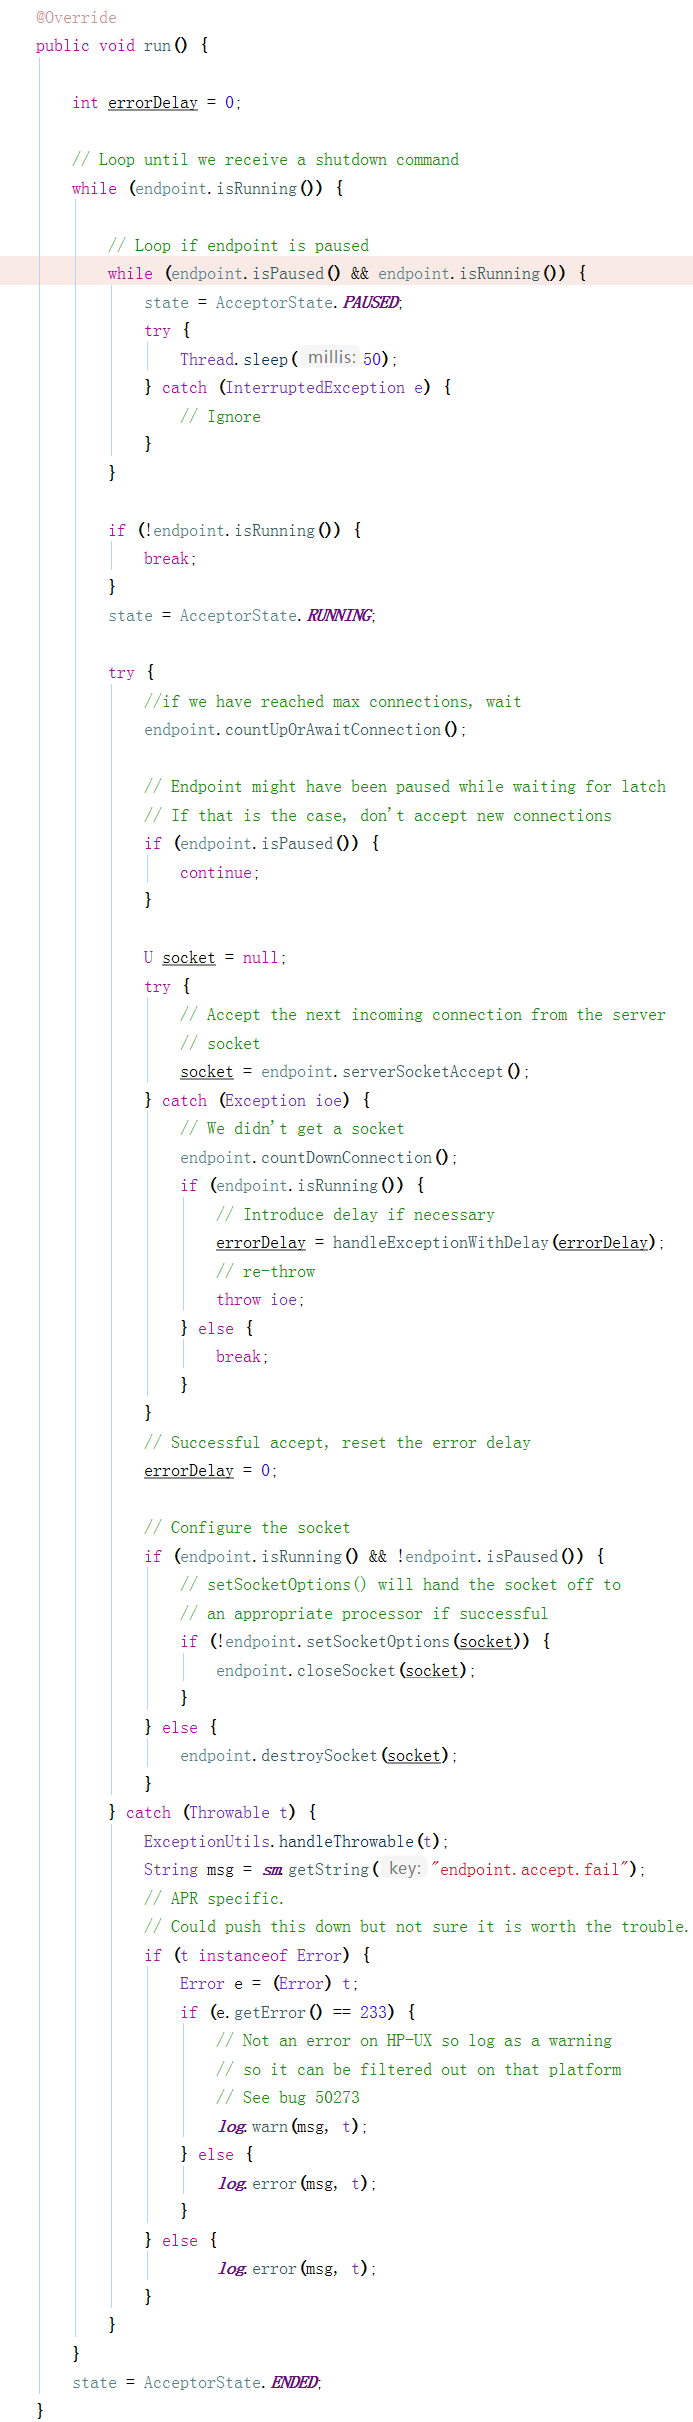 @Override
public void run() {
int errorDelay = 0;
// Loop until we receive a shutdown command
while (endpoint.isRunning()) {
// Loop if endpoint is paused
while (endpoint.isPaused() && endpoint.isRunning()) {
state = AcceptorState.PAUSED;
try {
Thread.sleep( millis: 50);
} catch (InterruptedException e) {
// Ignore
}
}
if (!endpoint.isRunning()) {
break;
}
state = AcceptorState.RUNNING;
try {
//if we have reached max connections, wait
endpoint.countUpOrAwaitConnection();
// Endpoint might have been paused while waiting for latch
// If that is the case, don't accept new connections
if (endpoint.isPaused()) {
continue;
}
U socket = null;
try {
// Accept the next incoming connection from the server
// socket
socket = endpoint.serverSocketAccept();
} catch (Exception ioe) {
// We didn't get a socket
endpoint.countDownConnection();
if (endpoint.isRunning()) {
// Introduce delay if necessary
errorDelay = handleExceptionWithDelay(errorDelay);
// re-throw
throw ioe;
} else {
break;
}
}
// Successful accept, reset the error delay
errorDelay = 0;
// Configure the socket
if (endpoint.isRunning() && !endpoint.isPaused()) {
// setSocketOptions() will hand the socket off to
// an appropriate processor if successful
if (!endpoint.setSocketOptions(socket)) {
endpoint.closeSocket(socket);
}
} else {
endpoint.destroySocket(socket);
}
} catch (Throwable t) {
ExceptionUtils.handleThrowable(t);
String msg = sm.getString( key: "endpoint.accept.fail");
// APR specific.
// Could push this down but not sure it is worth the trouble.
if (t instanceof Error) {
Error e = (Error) t;
if (e.getError() == 233) {
// Not an error on HP-UX so log as a warning
// so it can be filtered out on that platform
// See bug 50273
log.warn(msg, t);
} else {
log.error(msg, t);
}
} else {
log.error(msg, t);
}
}
}
state = AcceptorState.ENDED;
}